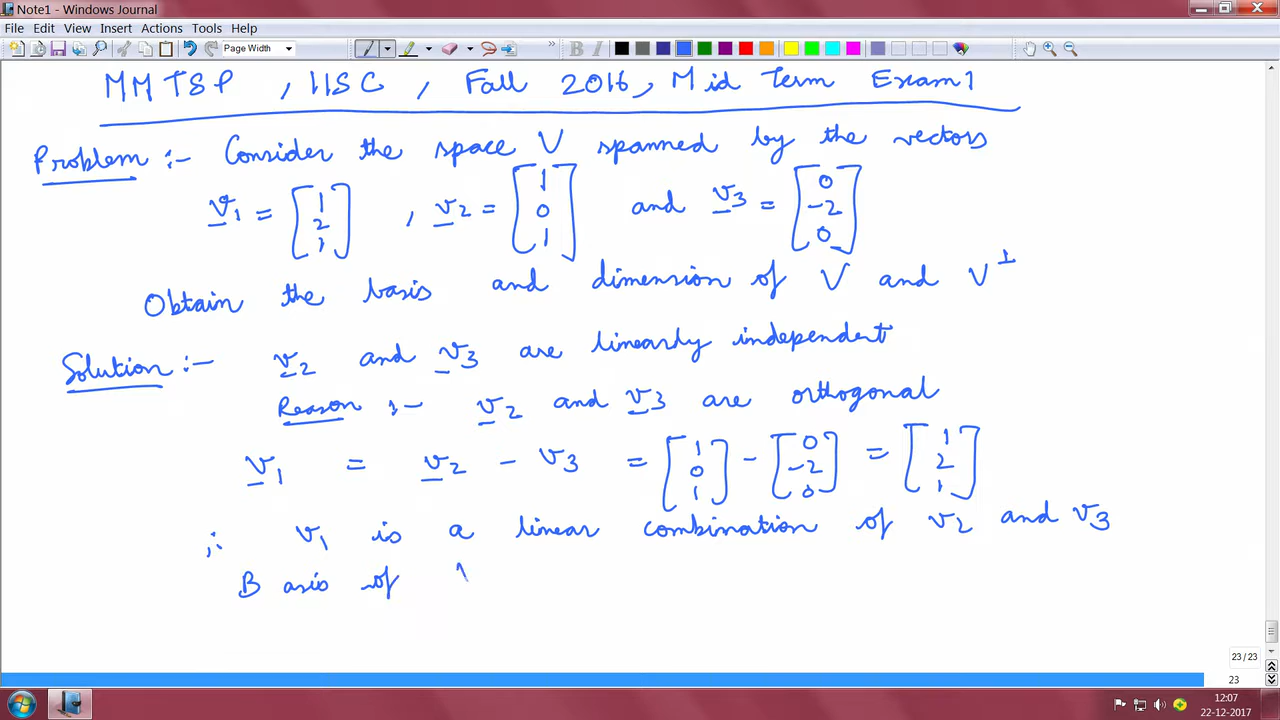 Note1 - Windows Journal
File Edit View Insert Actions Tools Help
Page Width
MMTSP , IISC , Fall 2016, Mid Term Exam 1
Problem :- Consider the space V spanned by the vectors
v1 = [1 2 1] , v2 = [1 0 1] and v3 = [0 -2 0]
Obtain the basis and dimension of V and V⊥
Solution :- v2 and v3 are linearly independent
Reason :- v2 and v3 are orthogonal
v1 = v2 - v3 = [1 0 1] - [0 -2 0] = [1 2 1]
∴ v1 is a linear combination of v2 and v3
Basis of
23/23
23
12:07
22-12-2017